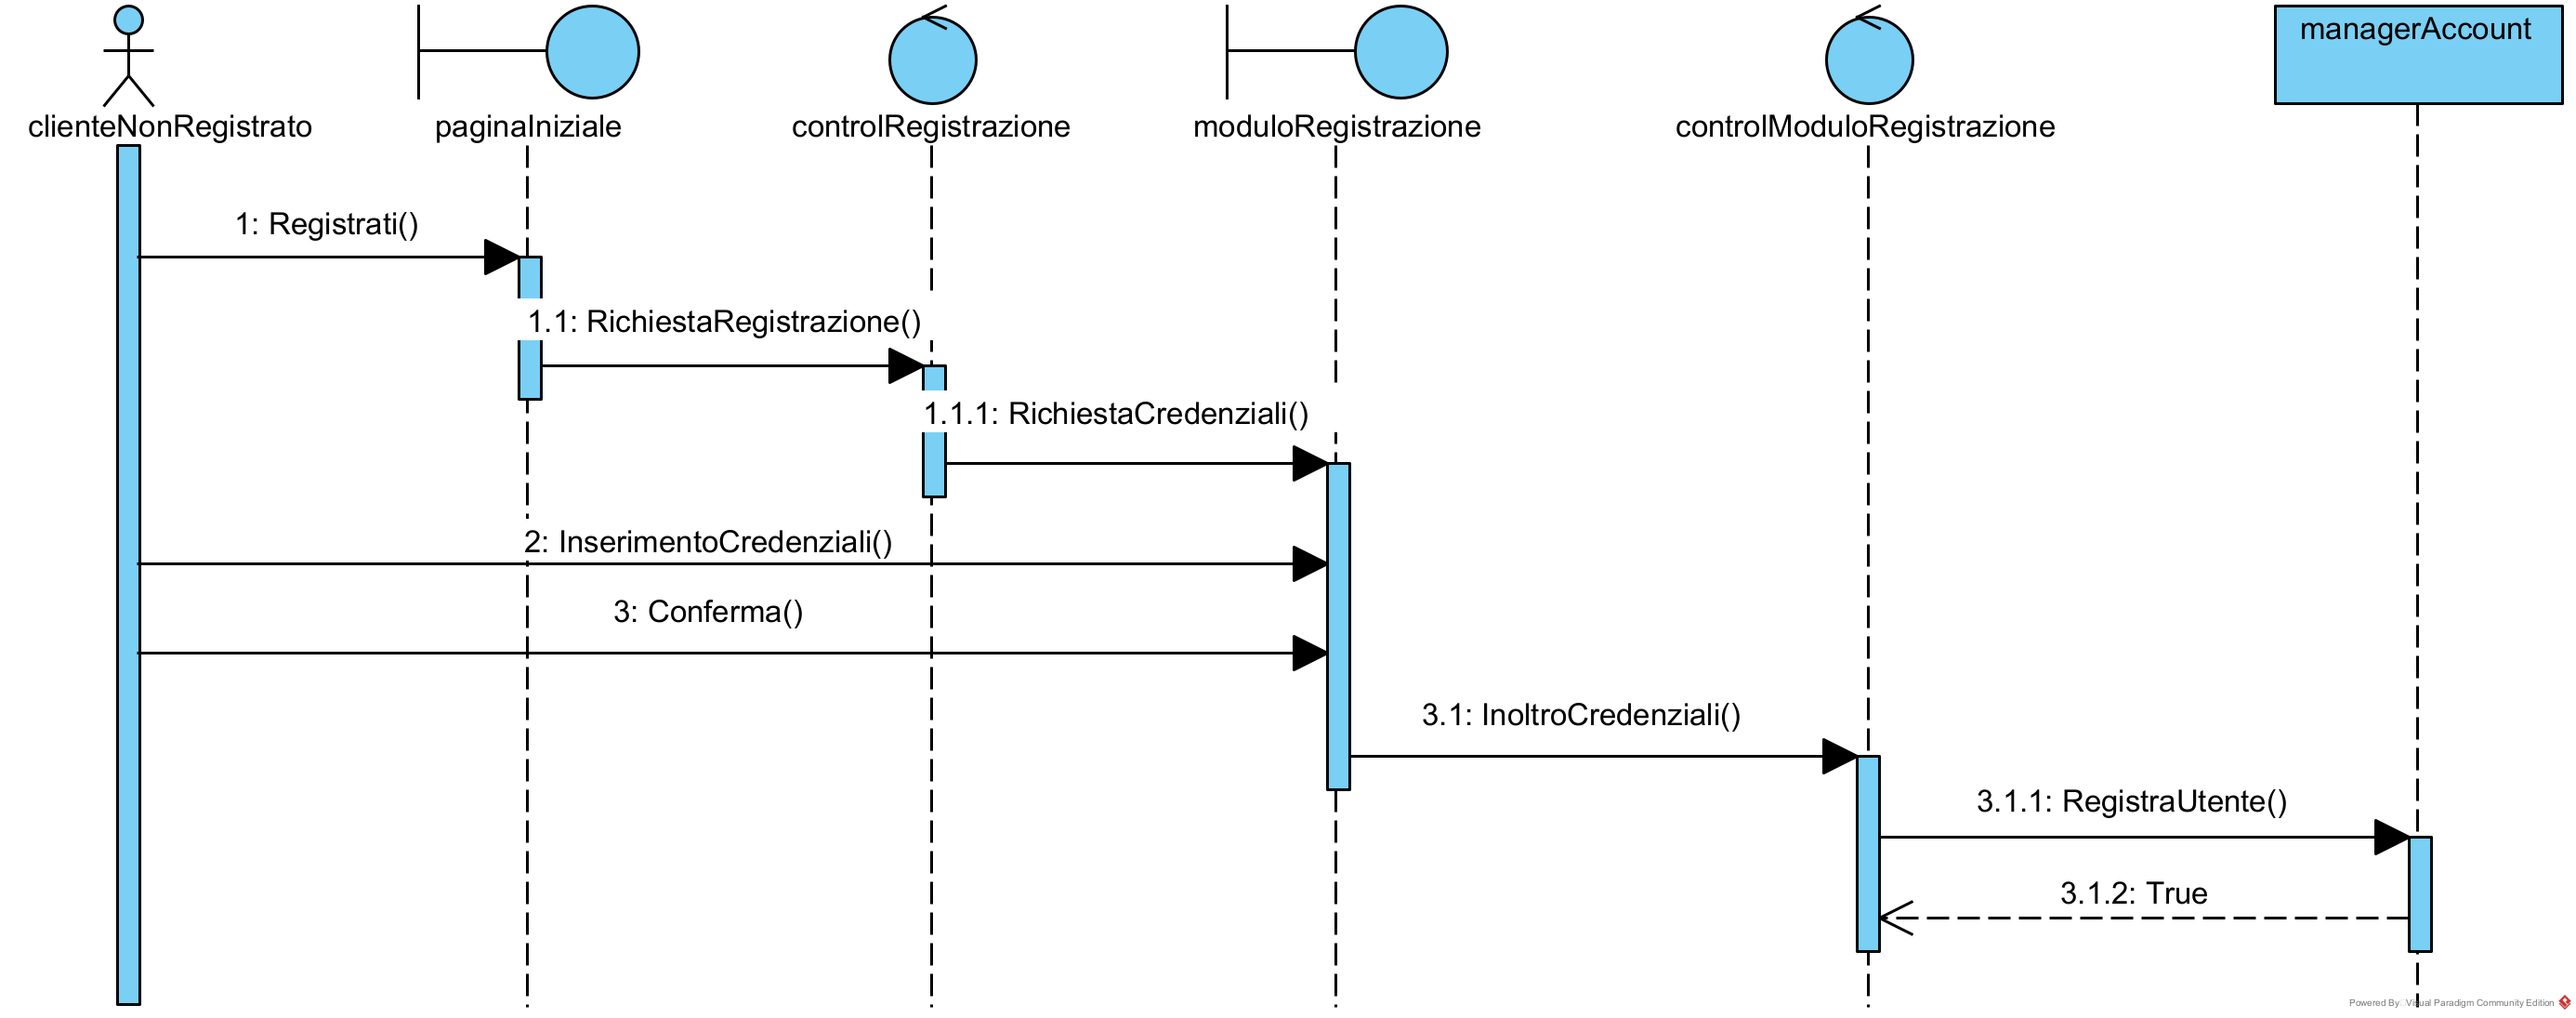 managerAccount
clienteNonRegistrato
paginaIniziale
controlRegistrazione
moduloRegistrazione
controlModuloRegistrazione
1: Registrati()
1.1: RichiestaRegistrazione()
1.1.1: RichiestaCredenziali()
2: InserimentoCredenziali()
3: Conferma()
3.1: InoltroCredenziali()
3.1.1: RegistraUtente()
3.1.2: True
Powered By Visual Paradigm Community Edition